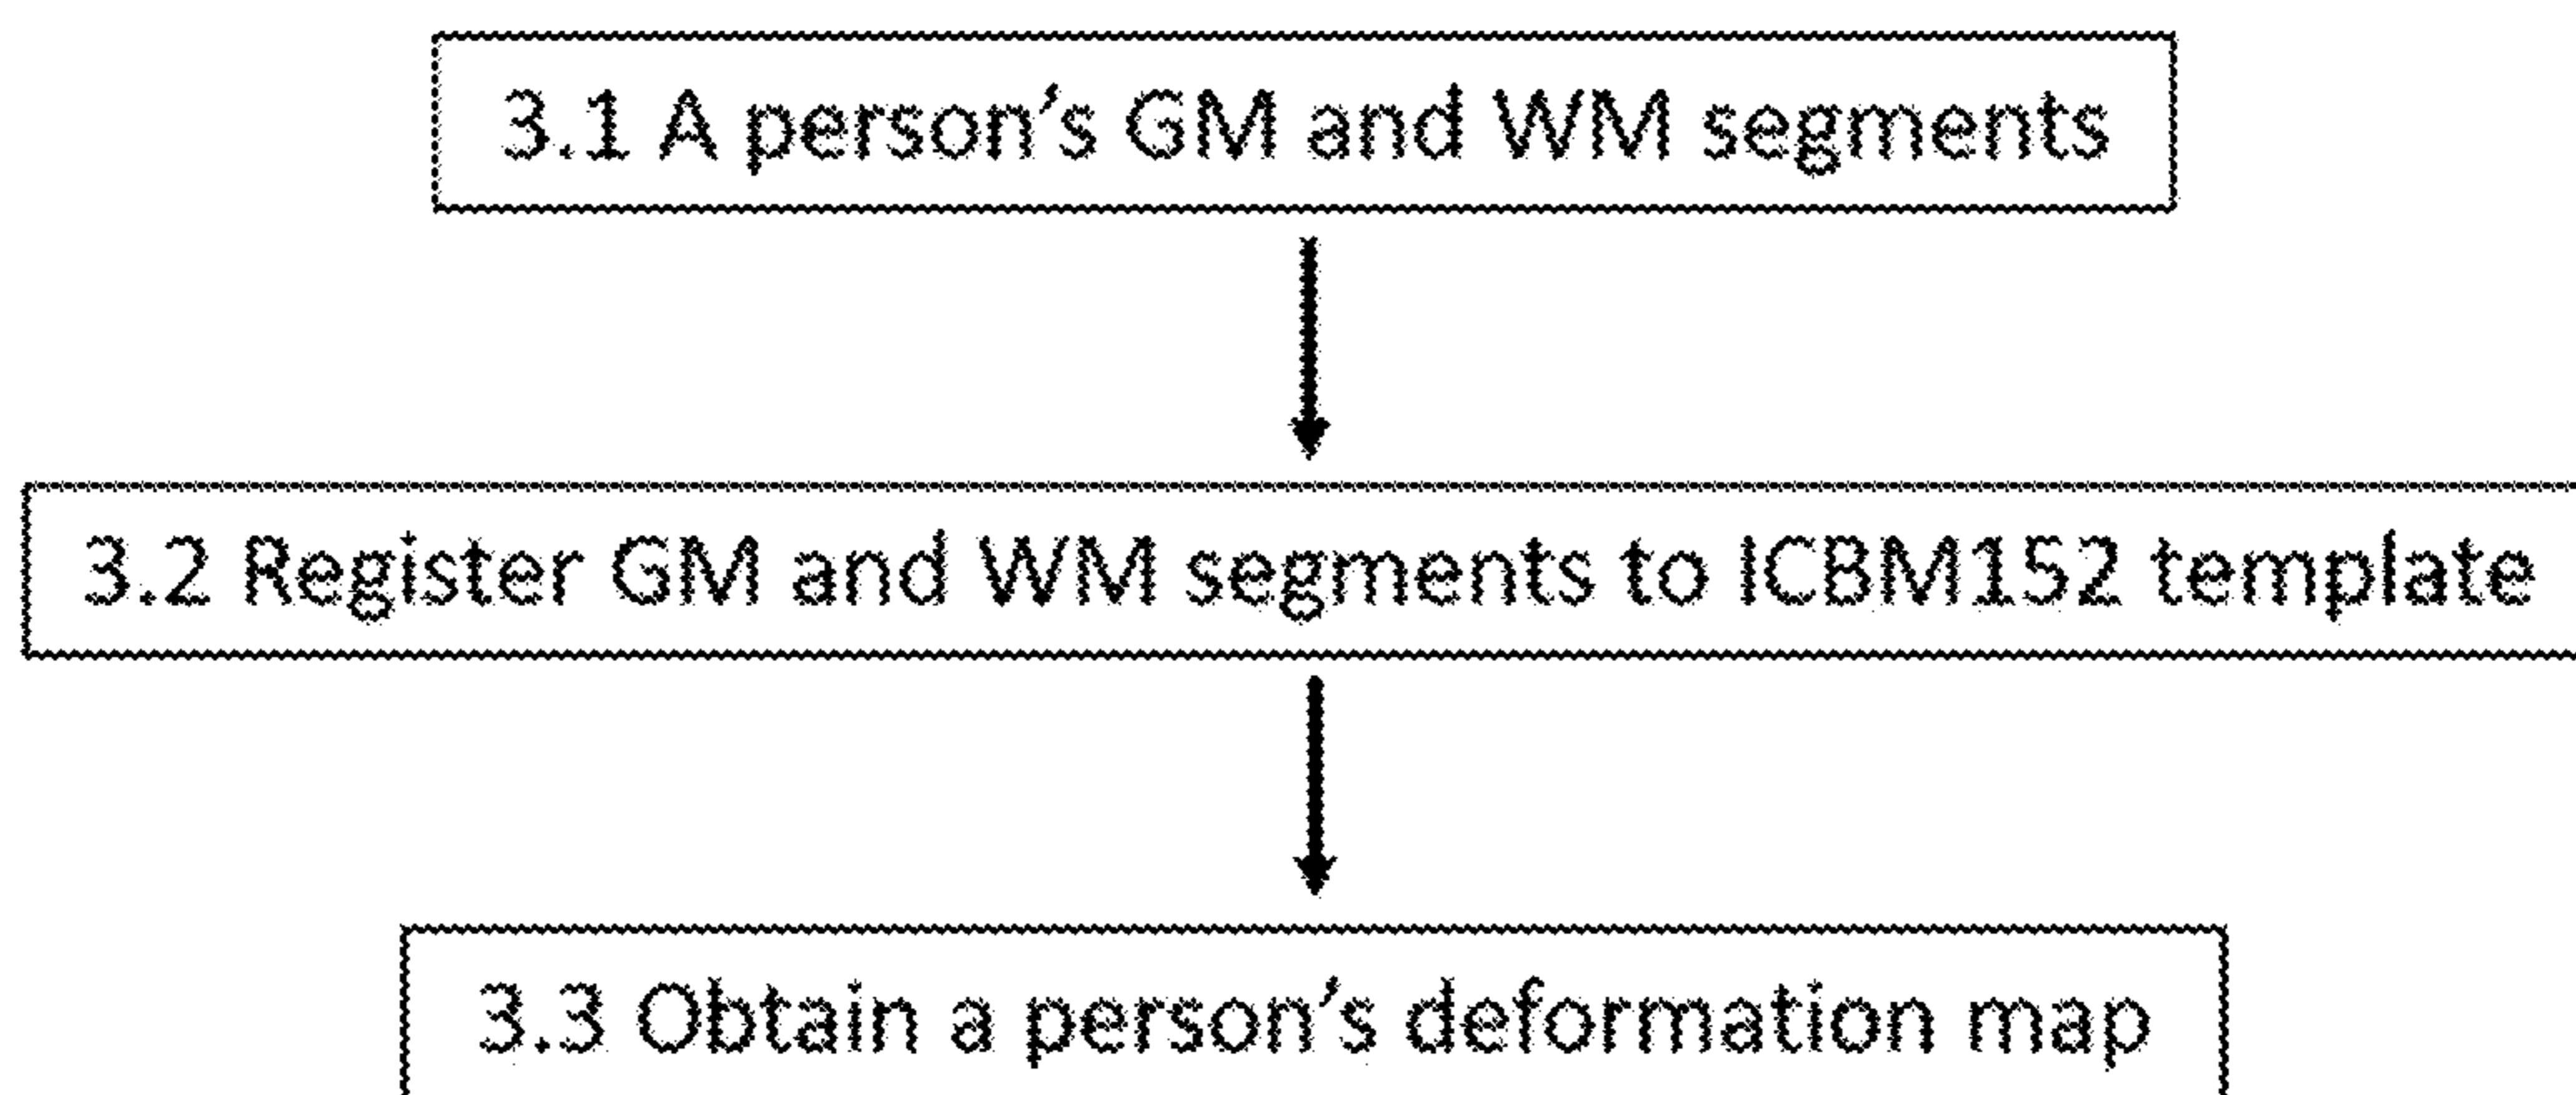 3.1 A person’s GM and WM segments
3.2 Register GM and WM segments to ICBM152 template
3.3 Obtain a person’s deformation map